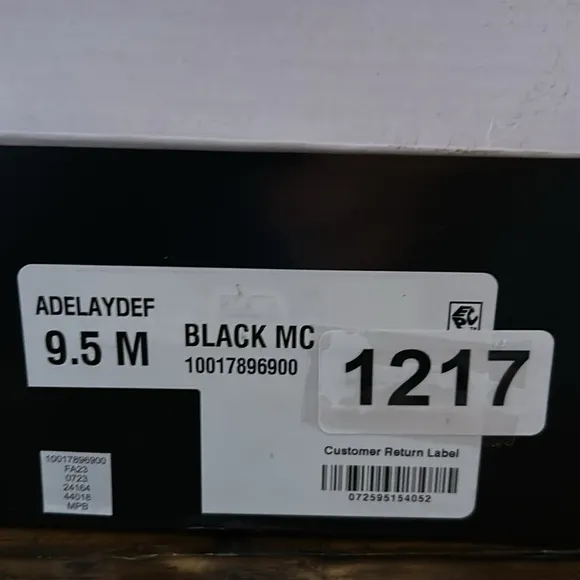 ADELAYDEF
9.5 M
BLACK MC
10017896900
1217
Customer Return Label
072595154052
10017896900
FA23
0723
24164
44018
MPB